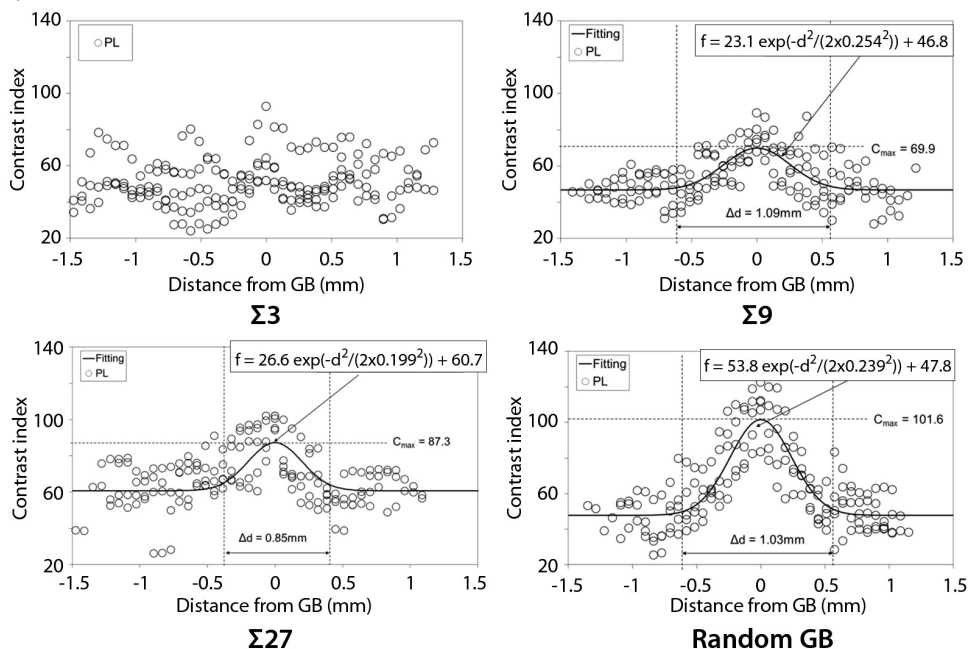 140
100
60
20
Contrast index
PL
-1.5 -1 -0.5 0 0.5 1 1.5
Distance from GB (mm)
Σ3
140
100
60
20
Contrast index
Fitting
PL
f = 23.1 exp(-d²/(2x0.254²)) + 46.8
Cmax = 69.9
Δd = 1.09mm
-1.5 -1 -0.5 0 0.5 1 1.5
Distance from GB (mm)
Σ9
140
100
60
20
Contrast index
Fitting
PL
f = 26.6 exp(-d²/(2x0.199²)) + 60.7
Cmax = 87.3
Δd = 0.85mm
-1.5 -1 -0.5 0 0.5 1 1.5
Distance from GB (mm)
Σ27
140
100
60
20
Contrast index
Fitting
PL
f = 53.8 exp(-d²/(2x0.239²)) + 47.8
Cmax = 101.6
Δd = 1.03mm
-1.5 -1 -0.5 0 0.5 1 1.5
Distance from GB (mm)
Random GB